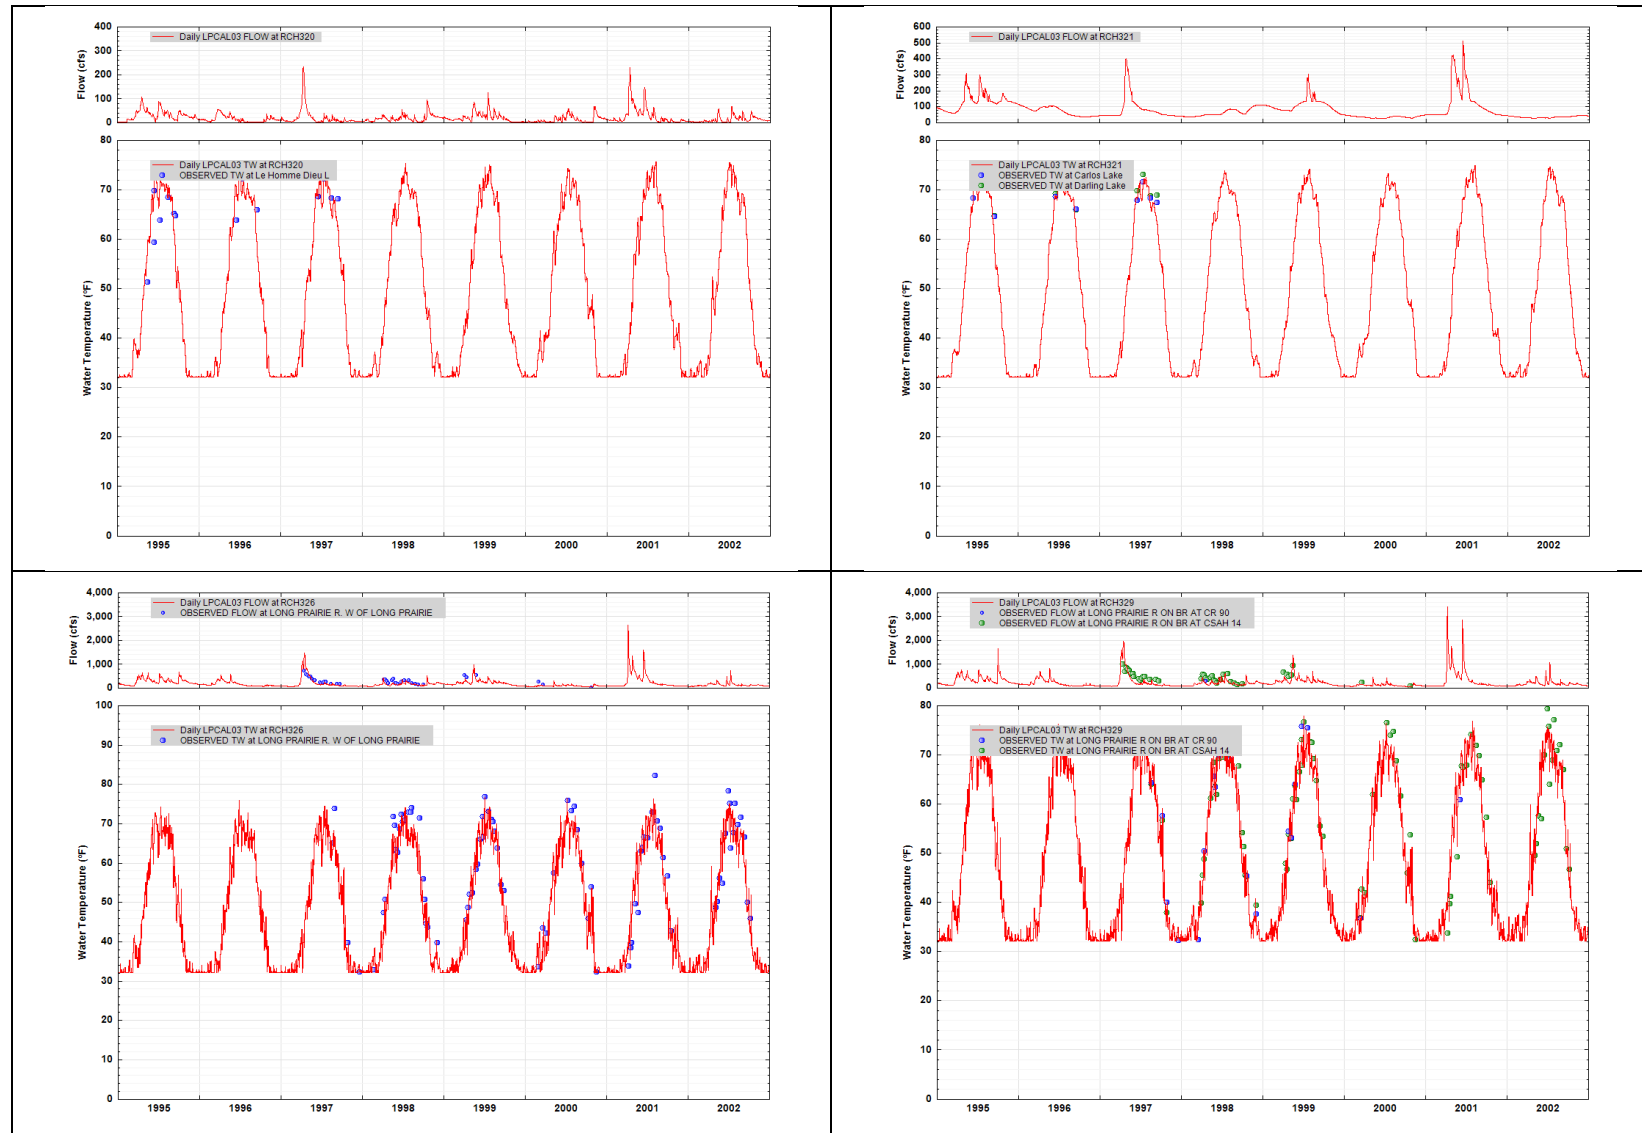 400
300
200
100
0
Flow (cfs)
Daily LPCAL03 FLOW at RCH320
80
70
60
50
40
30
20
10
0
Water Temperature (°F)
Daily LPCAL03 TW at RCH320
OBSERVED TW at Le Homme Dieu L
1995 1996 1997 1998 1999 2000 2001 2002
600
500
400
300
200
100
0
Flow (cfs)
Daily LPCAL03 FLOW at RCH321
80
70
60
50
40
30
20
10
0
Water Temperature (°F)
Daily LPCAL03 TW at RCH321
OBSERVED TW at Carlos Lake
OBSERVED TW at Darling Lake
1995 1996 1997 1998 1999 2000 2001 2002
4,000
3,000
2,000
1,000
0
Flow (cfs)
Daily LPCAL03 FLOW at RCH326
OBSERVED FLOW at LONG PRAIRIE R. W OF LONG PRAIRIE
100
90
80
70
60
50
40
30
20
10
0
Water Temperature (°F)
Daily LPCAL03 TW at RCH326
OBSERVED TW at LONG PRAIRIE R. W OF LONG PRAIRIE
1995 1996 1997 1998 1999 2000 2001 2002
4,000
3,000
2,000
1,000
0
Flow (cfs)
Daily LPCAL03 FLOW at RCH329
OBSERVED FLOW at LONG PRAIRIE R ON BR AT CR 90
OBSERVED FLOW at LONG PRAIRIE R ON BR AT CSAH 14
80
70
60
50
40
30
20
10
0
Water Temperature (°F)
Daily LPCAL03 TW at RCH329
OBSERVED TW at LONG PRAIRIE R ON BR AT CR 90
OBSERVED TW at LONG PRAIRIE R ON BR AT CSAH 14
1995 1996 1997 1998 1999 2000 2001 2002